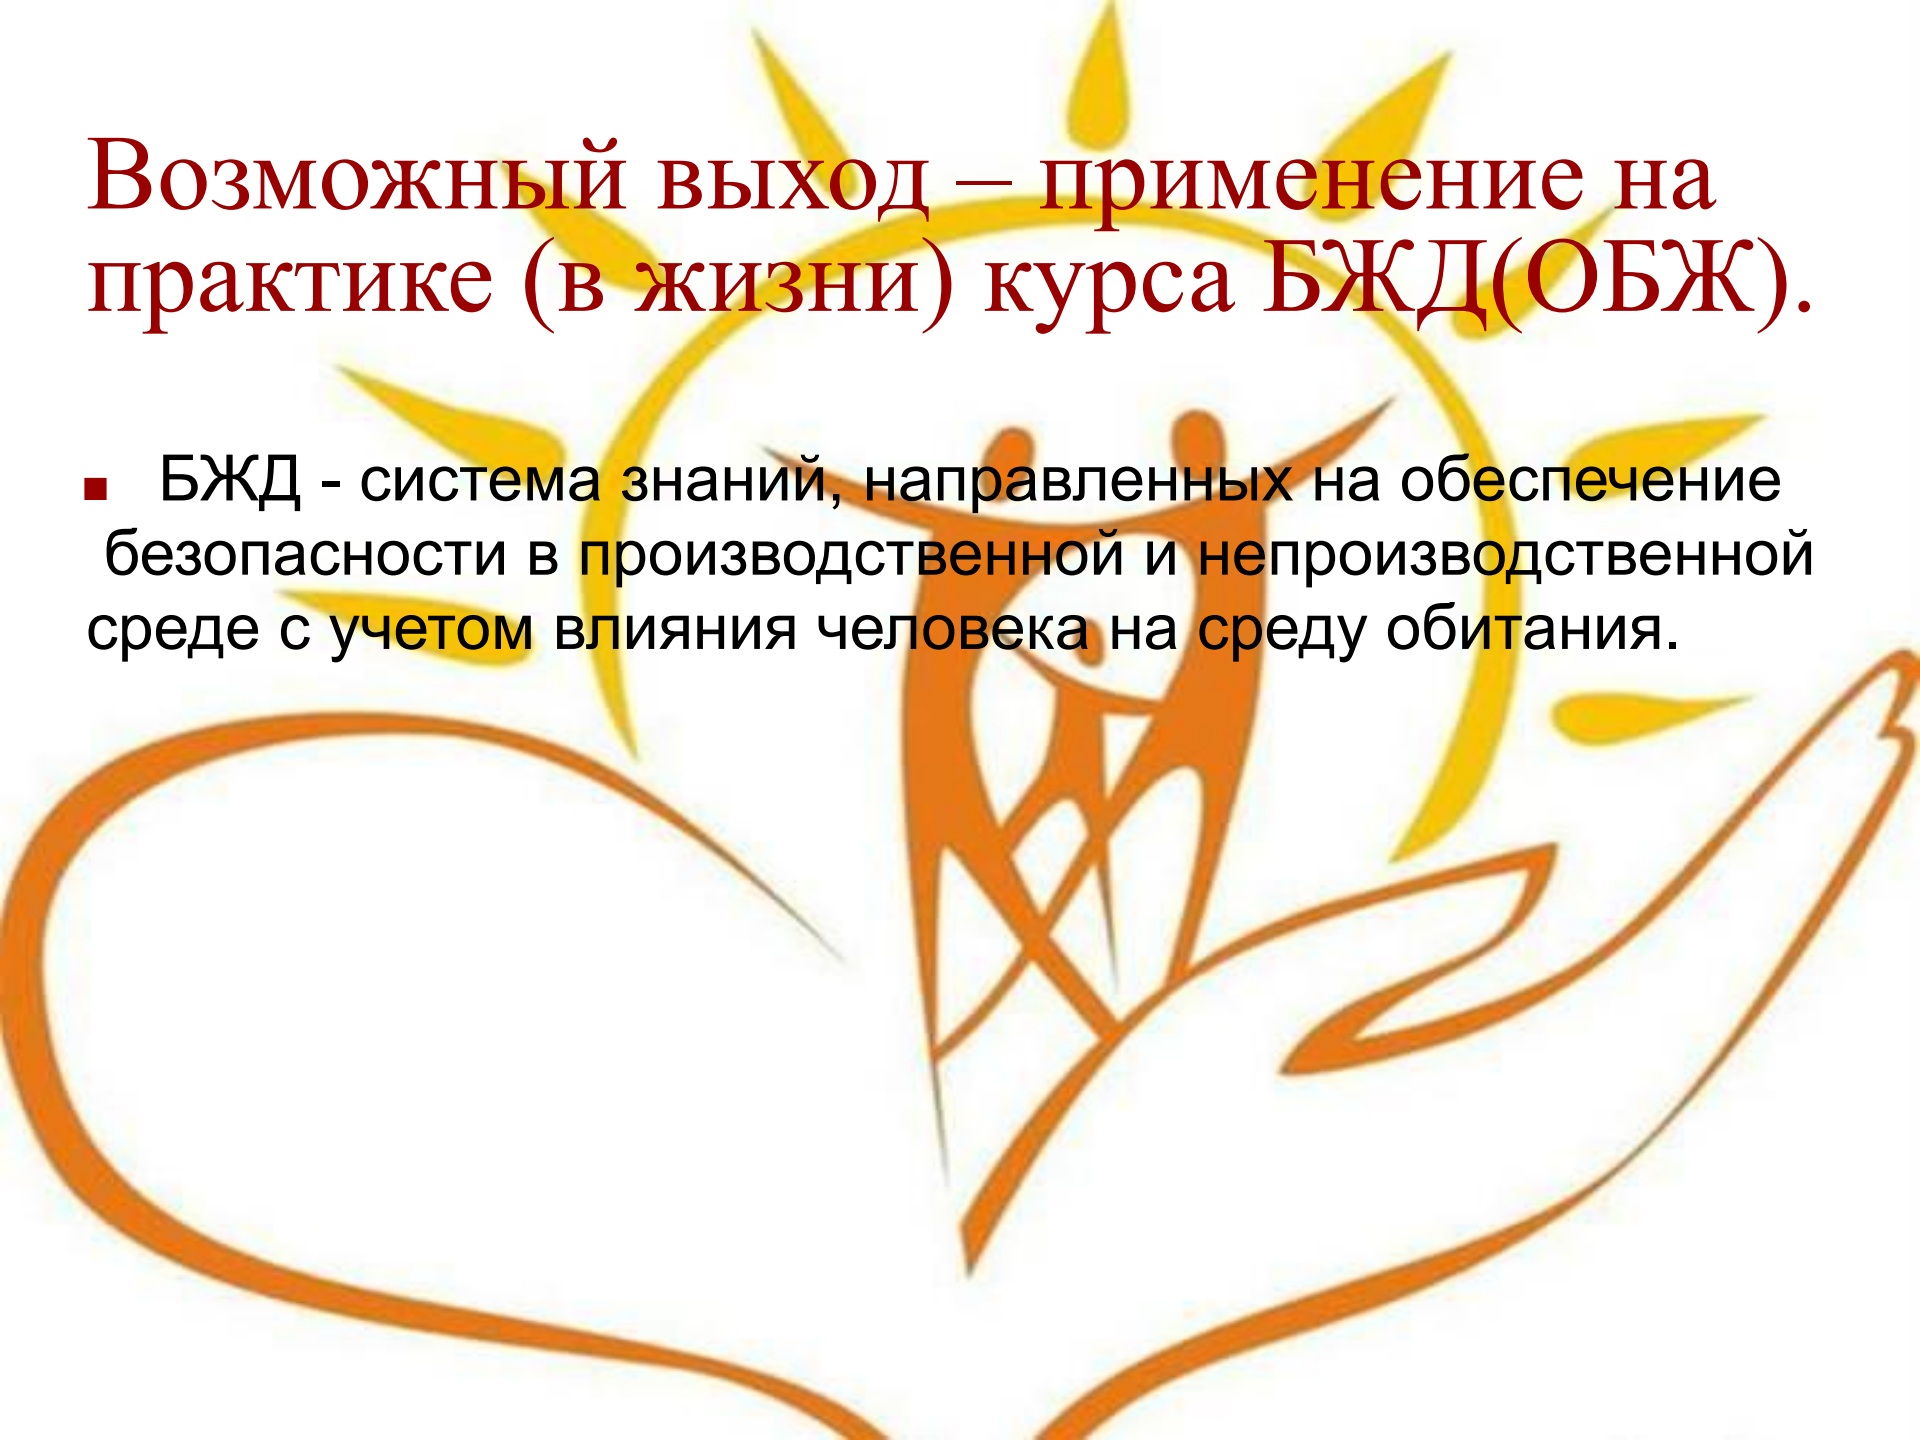 Возможный выход – применение на
практике (в жизни) курса БЖД(ОБЖ).
■ БЖД - система знаний, направленных на обеспечение
безопасности в производственной и непроизводственной
среде с учетом влияния человека на среду обитания.